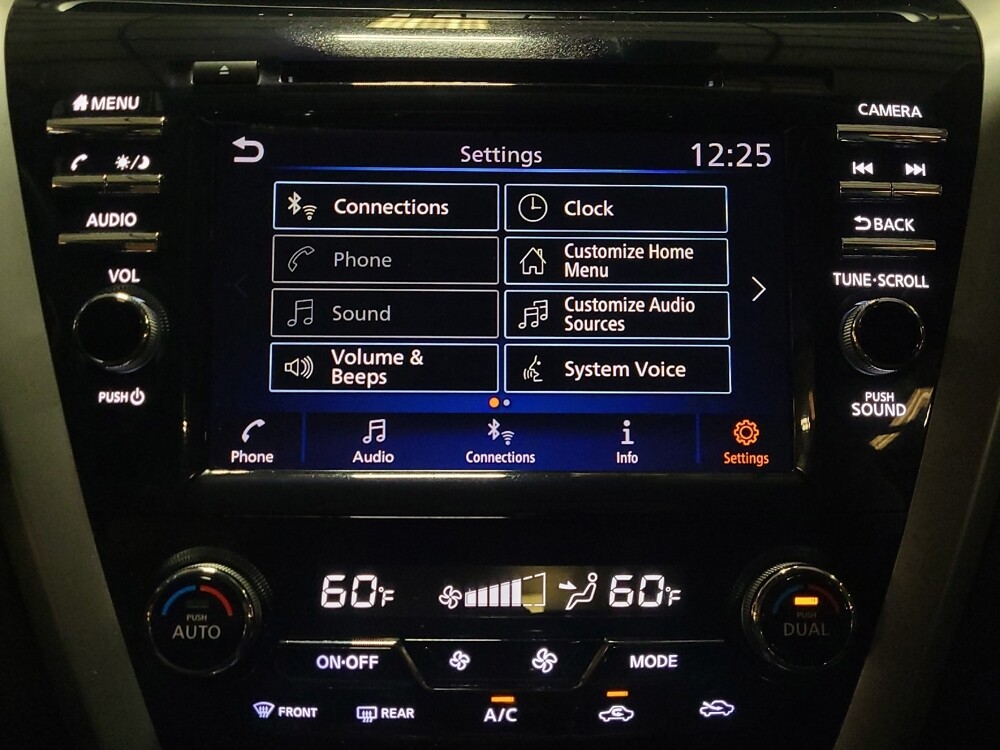 MENU
CAMERA
Settings
12:25
AUDIO
BACK
VOL
TUNE·SCROLL
Connections
Clock
Phone
Customize Home
Menu
Sound
Customize Audio
Sources
Volume &
Beeps
System Voice
PUSH
PUSH
SOUND
Phone
Audio
Connections
Info
Settings
60°F
60°F
PUSH
AUTO
PUSH
DUAL
ON·OFF
MODE
FRONT
REAR
A/C